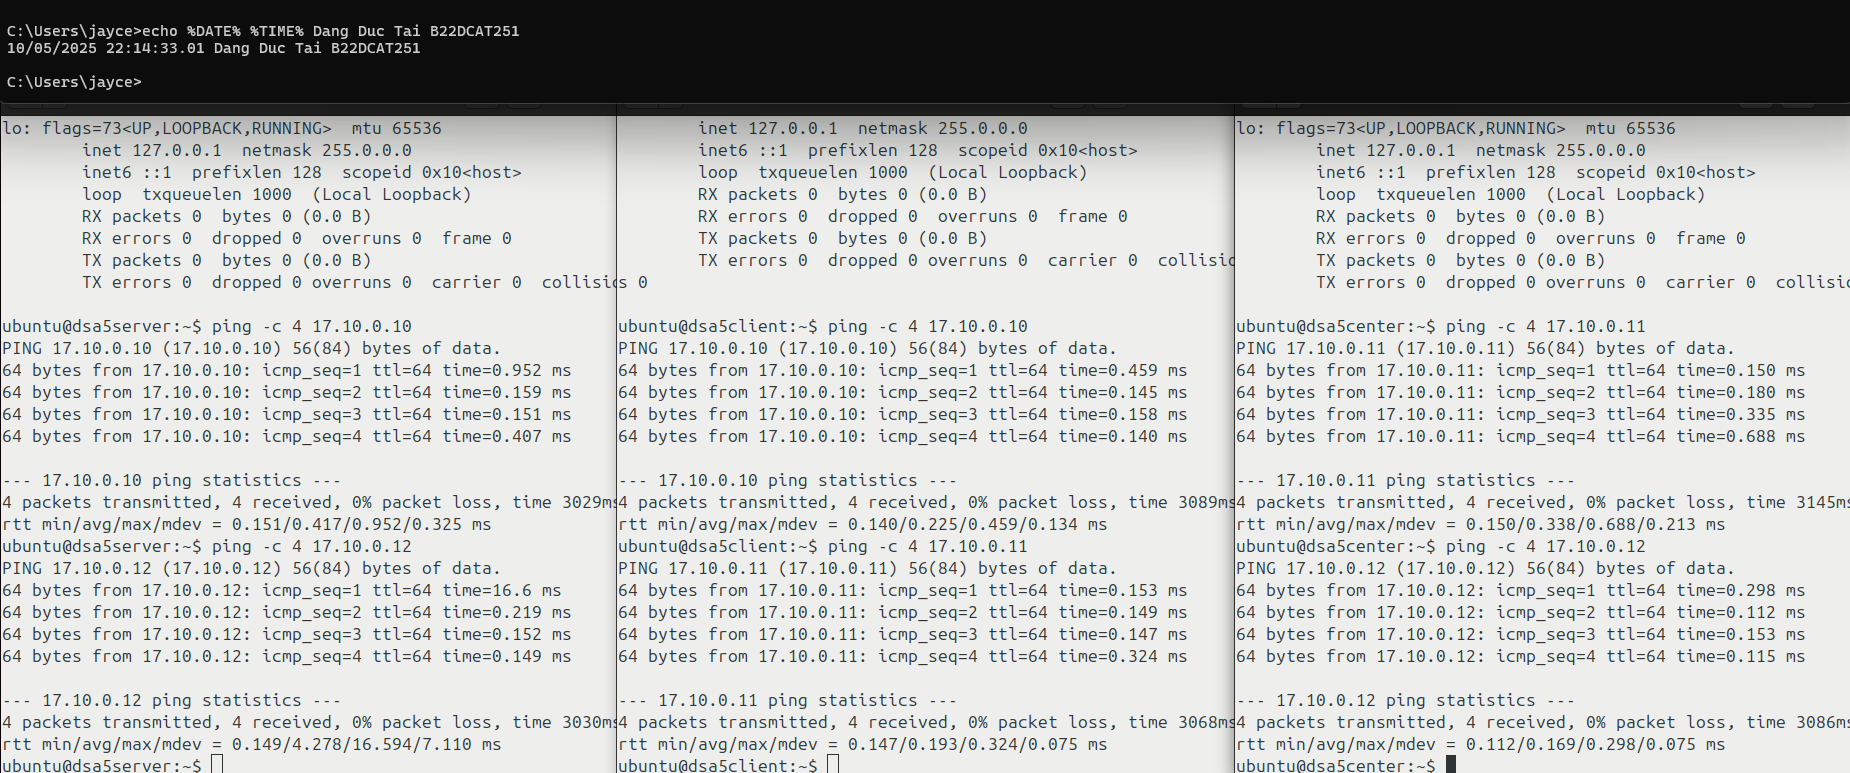 C:\Users\jayce>echo %DATE% %TIME% Dang Duc Tai B22DCAT251
10/05/2025 22:14:33.01 Dang Duc Tai B22DCAT251
C:\Users\jayce>
lo: flags=73<UP,LOOPBACK,RUNNING>  mtu 65536
inet 127.0.0.1  netmask 255.0.0.0
inet6 ::1  prefixlen 128  scopeid 0x10<host>
loop  txqueuelen 1000  (Local Loopback)
RX packets 0  bytes 0 (0.0 B)
RX errors 0  dropped 0  overruns 0  frame 0
TX packets 0  bytes 0 (0.0 B)
TX errors 0  dropped 0 overruns 0  carrier 0  collisions 0
ubuntu@dsa5server:~$ ping -c 4 17.10.0.10
PING 17.10.0.10 (17.10.0.10) 56(84) bytes of data.
64 bytes from 17.10.0.10: icmp_seq=1 ttl=64 time=0.952 ms
64 bytes from 17.10.0.10: icmp_seq=2 ttl=64 time=0.159 ms
64 bytes from 17.10.0.10: icmp_seq=3 ttl=64 time=0.151 ms
64 bytes from 17.10.0.10: icmp_seq=4 ttl=64 time=0.407 ms
--- 17.10.0.10 ping statistics ---
4 packets transmitted, 4 received, 0% packet loss, time 3029ms
rtt min/avg/max/mdev = 0.151/0.417/0.952/0.325 ms
ubuntu@dsa5server:~$ ping -c 4 17.10.0.12
PING 17.10.0.12 (17.10.0.12) 56(84) bytes of data.
64 bytes from 17.10.0.12: icmp_seq=1 ttl=64 time=16.6 ms
64 bytes from 17.10.0.12: icmp_seq=2 ttl=64 time=0.219 ms
64 bytes from 17.10.0.12: icmp_seq=3 ttl=64 time=0.152 ms
64 bytes from 17.10.0.12: icmp_seq=4 ttl=64 time=0.149 ms
--- 17.10.0.12 ping statistics ---
4 packets transmitted, 4 received, 0% packet loss, time 3030ms
rtt min/avg/max/mdev = 0.149/4.278/16.594/7.110 ms
ubuntu@dsa5server:~$
inet 127.0.0.1  netmask 255.0.0.0
inet6 ::1  prefixlen 128  scopeid 0x10<host>
loop  txqueuelen 1000  (Local Loopback)
RX packets 0  bytes 0 (0.0 B)
RX errors 0  dropped 0  overruns 0  frame 0
TX packets 0  bytes 0 (0.0 B)
TX errors 0  dropped 0 overruns 0  carrier 0  collisio
ubuntu@dsa5client:~$ ping -c 4 17.10.0.10
PING 17.10.0.10 (17.10.0.10) 56(84) bytes of data.
64 bytes from 17.10.0.10: icmp_seq=1 ttl=64 time=0.459 ms
64 bytes from 17.10.0.10: icmp_seq=2 ttl=64 time=0.145 ms
64 bytes from 17.10.0.10: icmp_seq=3 ttl=64 time=0.158 ms
64 bytes from 17.10.0.10: icmp_seq=4 ttl=64 time=0.140 ms
--- 17.10.0.10 ping statistics ---
4 packets transmitted, 4 received, 0% packet loss, time 3089ms
rtt min/avg/max/mdev = 0.140/0.225/0.459/0.134 ms
ubuntu@dsa5client:~$ ping -c 4 17.10.0.11
PING 17.10.0.11 (17.10.0.11) 56(84) bytes of data.
64 bytes from 17.10.0.11: icmp_seq=1 ttl=64 time=0.153 ms
64 bytes from 17.10.0.11: icmp_seq=2 ttl=64 time=0.149 ms
64 bytes from 17.10.0.11: icmp_seq=3 ttl=64 time=0.147 ms
64 bytes from 17.10.0.11: icmp_seq=4 ttl=64 time=0.324 ms
--- 17.10.0.11 ping statistics ---
4 packets transmitted, 4 received, 0% packet loss, time 3068ms
rtt min/avg/max/mdev = 0.147/0.193/0.324/0.075 ms
ubuntu@dsa5client:~$
lo: flags=73<UP,LOOPBACK,RUNNING>  mtu 65536
inet 127.0.0.1  netmask 255.0.0.0
inet6 ::1  prefixlen 128  scopeid 0x10<host>
loop  txqueuelen 1000  (Local Loopback)
RX packets 0  bytes 0 (0.0 B)
RX errors 0  dropped 0  overruns 0  frame 0
TX packets 0  bytes 0 (0.0 B)
TX errors 0  dropped 0 overruns 0  carrier 0  collisio
ubuntu@dsa5center:~$ ping -c 4 17.10.0.11
PING 17.10.0.11 (17.10.0.11) 56(84) bytes of data.
64 bytes from 17.10.0.11: icmp_seq=1 ttl=64 time=0.150 ms
64 bytes from 17.10.0.11: icmp_seq=2 ttl=64 time=0.180 ms
64 bytes from 17.10.0.11: icmp_seq=3 ttl=64 time=0.335 ms
64 bytes from 17.10.0.11: icmp_seq=4 ttl=64 time=0.688 ms
--- 17.10.0.11 ping statistics ---
4 packets transmitted, 4 received, 0% packet loss, time 3145ms
rtt min/avg/max/mdev = 0.150/0.338/0.688/0.213 ms
ubuntu@dsa5center:~$ ping -c 4 17.10.0.12
PING 17.10.0.12 (17.10.0.12) 56(84) bytes of data.
64 bytes from 17.10.0.12: icmp_seq=1 ttl=64 time=0.298 ms
64 bytes from 17.10.0.12: icmp_seq=2 ttl=64 time=0.112 ms
64 bytes from 17.10.0.12: icmp_seq=3 ttl=64 time=0.153 ms
64 bytes from 17.10.0.12: icmp_seq=4 ttl=64 time=0.115 ms
--- 17.10.0.12 ping statistics ---
4 packets transmitted, 4 received, 0% packet loss, time 3086ms
rtt min/avg/max/mdev = 0.112/0.169/0.298/0.075 ms
ubuntu@dsa5center:~$